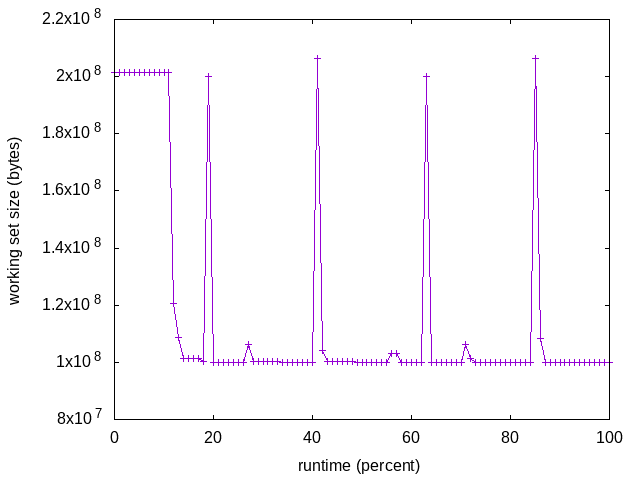 2.2x10^8
2x10^8
1.8x10^8
1.6x10^8
1.4x10^8
1.2x10^8
1x10^8
8x10^7
0 20 40 60 80 100
working set size (bytes)
runtime (percent)